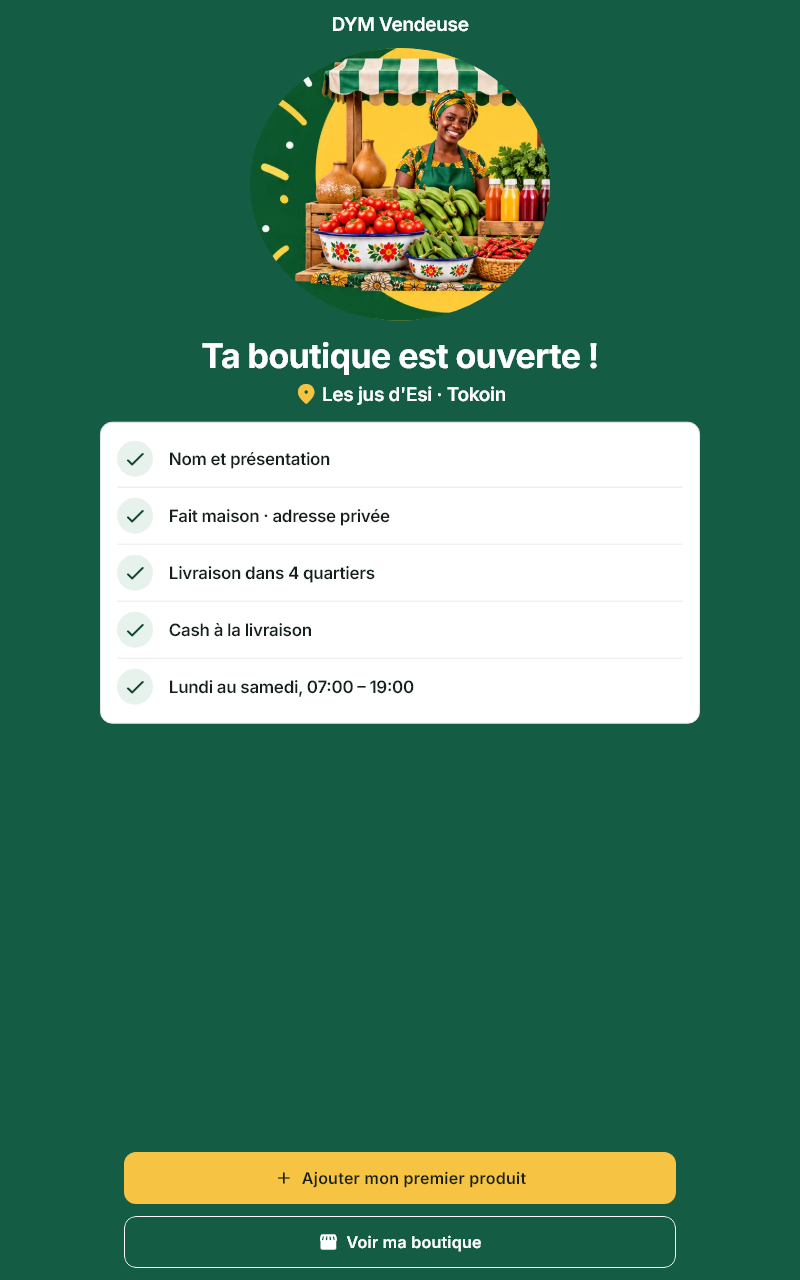 DYM Vendeuse
Ta boutique est ouverte !
Les jus d'Esi · Tokoin
Nom et présentation
Fait maison · adresse privée
Livraison dans 4 quartiers
Cash à la livraison
Lundi au samedi, 07:00 – 19:00
Ajouter mon premier produit
Voir ma boutique